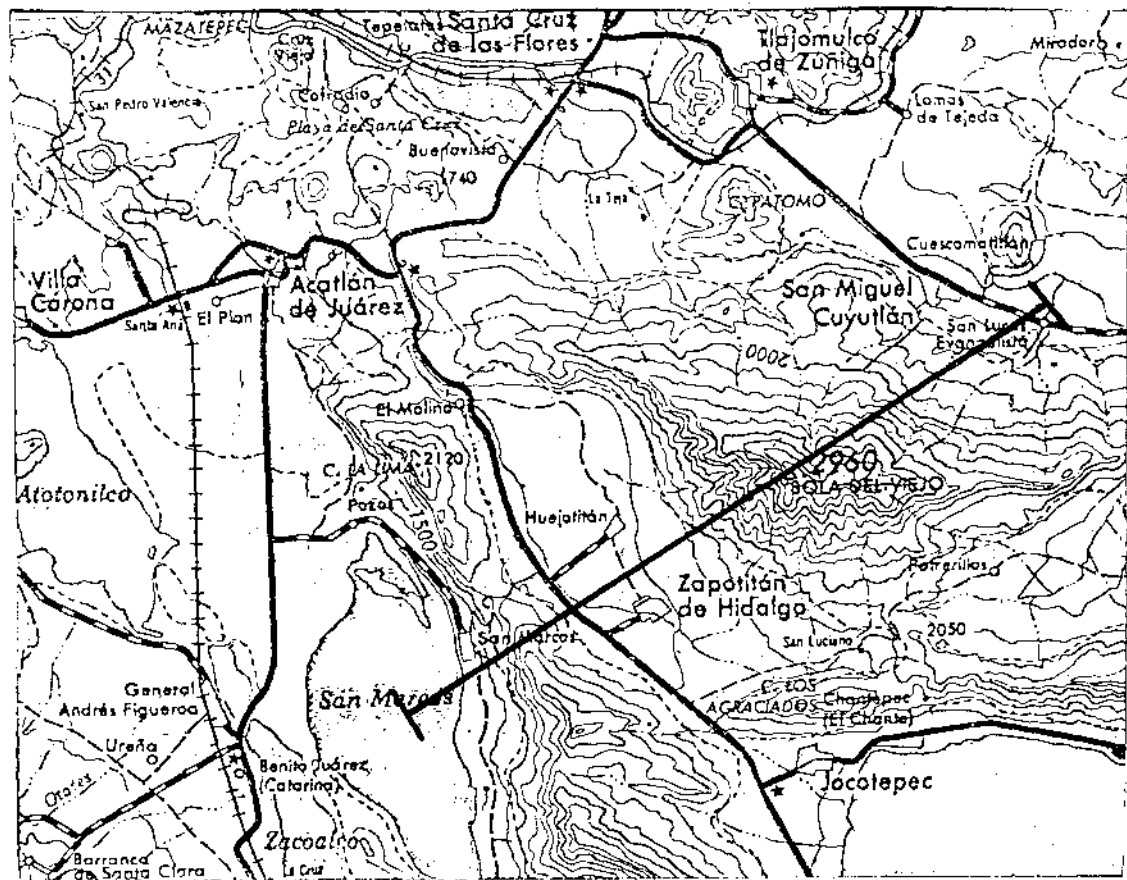 MAZATEPEC
Tepetates
Santa Cruz
de las Flores
Cruz
Vieja
Tlajomulco
de Zúñiga
Mirador
San Pedro Valencia
Cofradia
Playa de Santa Cruz
Lomas
de Tejeda
Buenavista
1740
C. PATOMO
Cuescomatitlán
Villa
Corona
Acatlán
de Juárez
Santa Ana
El Plan
San Miguel
Cuyutlán
San Lucas
Evangelista
2000
El Molino
C. LA LIMA
2120
2960
BOLA DEL VIEJO
Atotonilco
Pozos
1500
Huejotitán
Potrerillos
Zapotitán
de Hidalgo
San Marcos
San Luciano
2050
General
Andrés Figueroa
San Marcos
C. LOS
AGRACIADOS
Chantepec
(El Chante)
Ureña
Otates
Benito Juárez
(Catarina)
Jocotepec
Zacoalco
Barranca
de Santa Clara
La Cruz